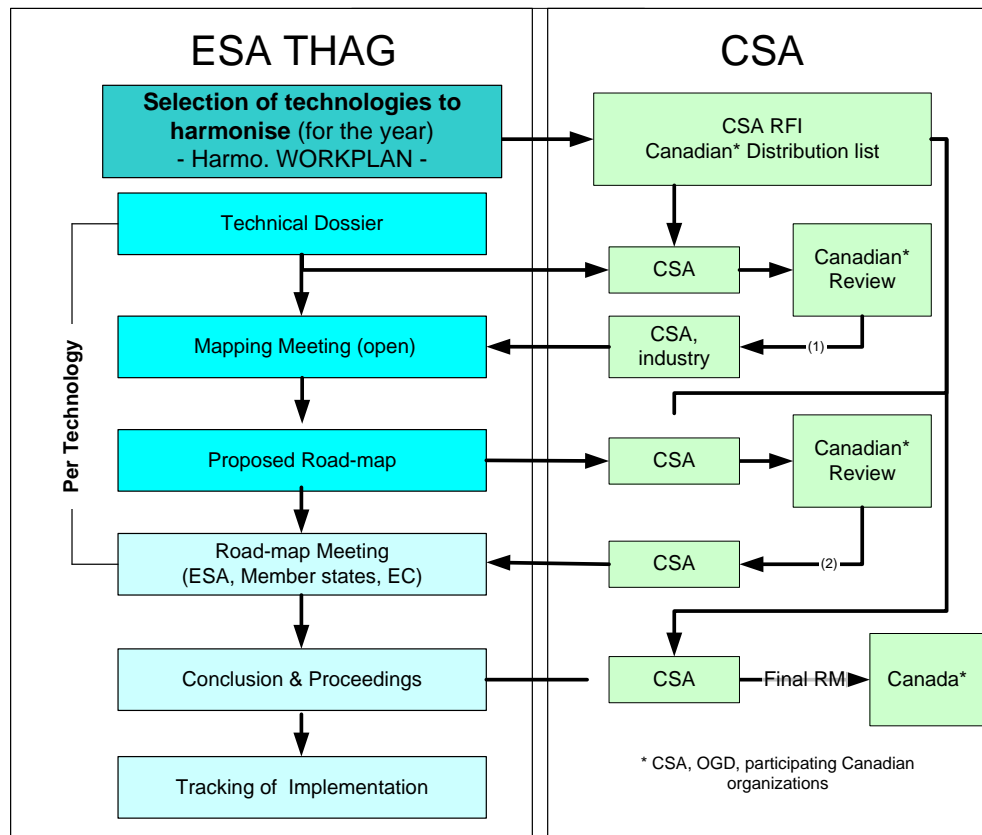 ESA THAG
CSA
Selection of technologies to
harmonise (for the year)
- Harmo. WORKPLAN -
CSA RFI
Canadian* Distribution list
Technical Dossier
CSA
Canadian*
Review
Mapping Meeting (open)
CSA,
industry
(1)
Per Technology
Proposed Road-map
CSA
Canadian*
Review
Road-map Meeting
(ESA, Member states, EC)
CSA
(2)
Conclusion & Proceedings
CSA
Final RM
Canada*
Tracking of Implementation
* CSA, OGD, participating Canadian
organizations